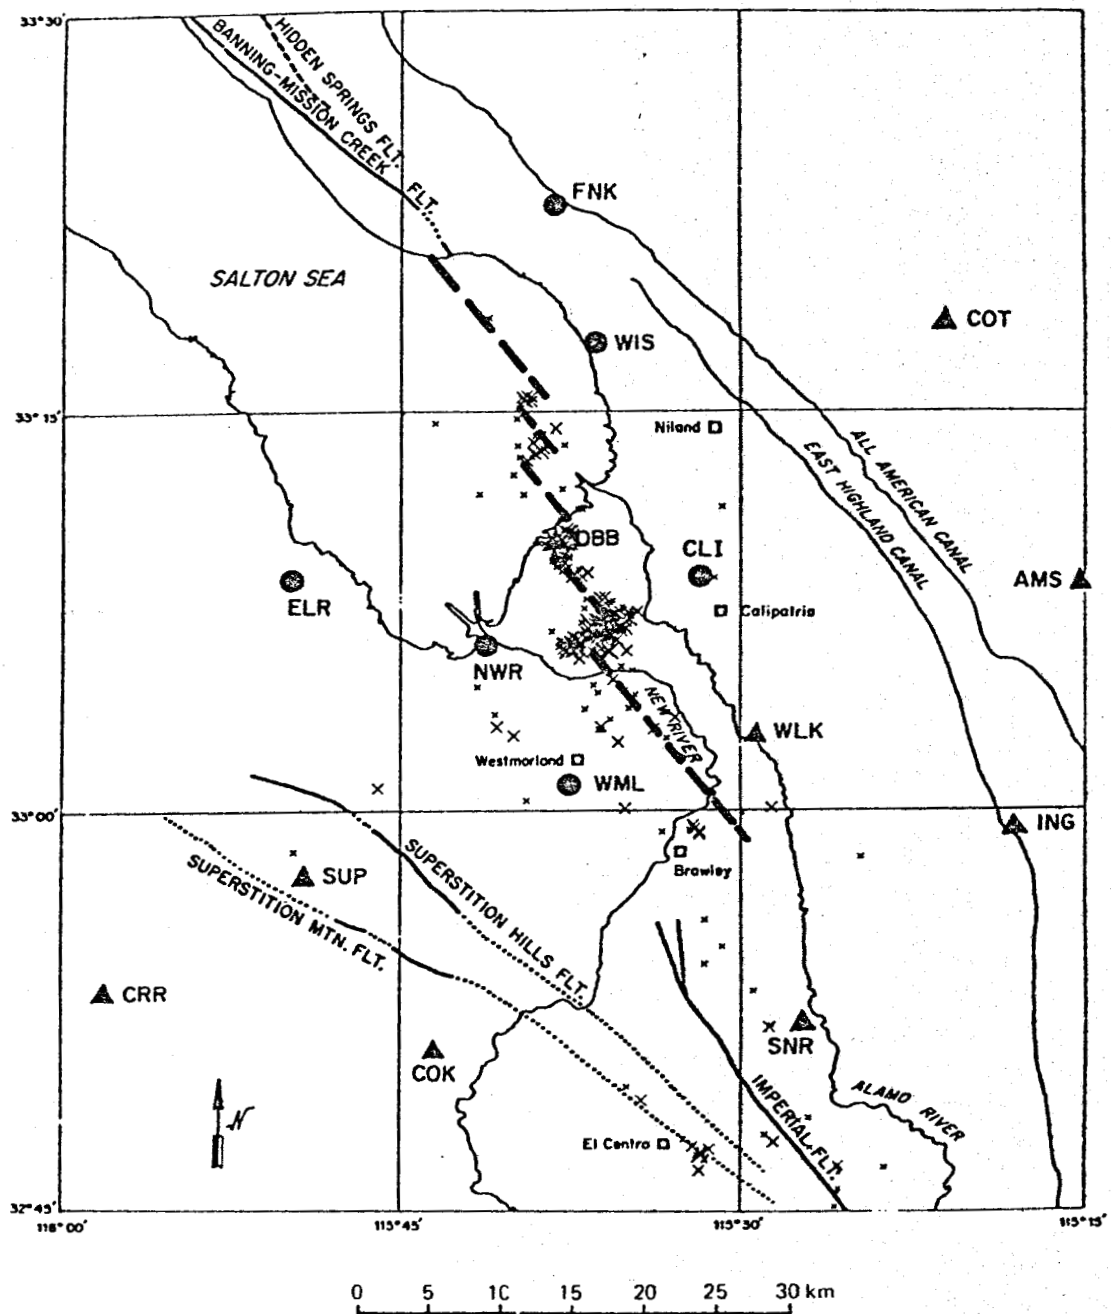 33°30'
HIDDEN SPRINGS FLT.
BANNING-MISSION CREEK FLT.
FNK
SALTON SEA
COT
WIS
33°15'
Niland
ALL AMERICAN CANAL
EAST HIGHLAND CANAL
OBB
CLI
AMS
ELR
Calipatria
NWR
NEW RIVER
WLK
Westmorland
WML
33°00'
ING
SUPERSTITION HILLS FLT.
Brawley
SUP
SUPERSTITION MTN. FLT.
CRR
SNR
COK
N
IMPERIAL FLT.
ALAMO RIVER
El Centro
32°45'
116°00'
115°45'
115°30'
115°15'
0 5 10 15 20 25 30 km